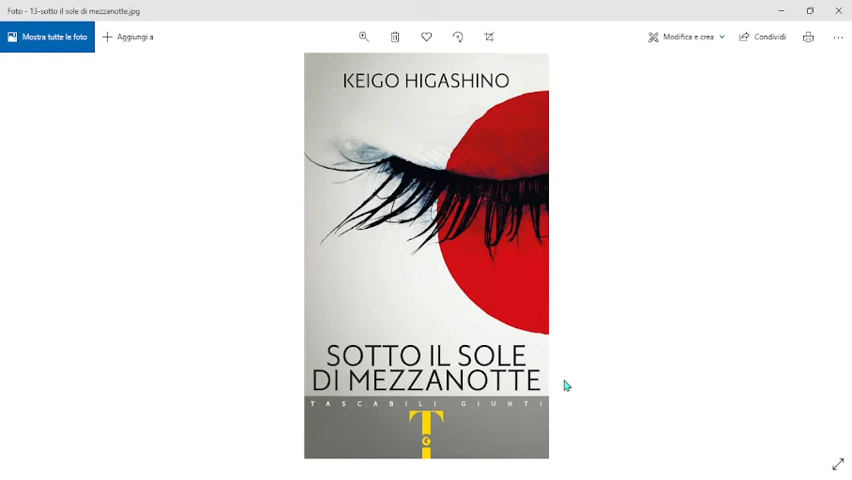 Foto - 13-sotto il sole di mezzanotte.jpg
Mostra tutte le foto
Aggiungi a
Modifica e crea
Condividi
KEIGO HIGASHINO
SOTTO IL SOLE
DI MEZZANOTTE
TASCABILI GIUNTI
T
G